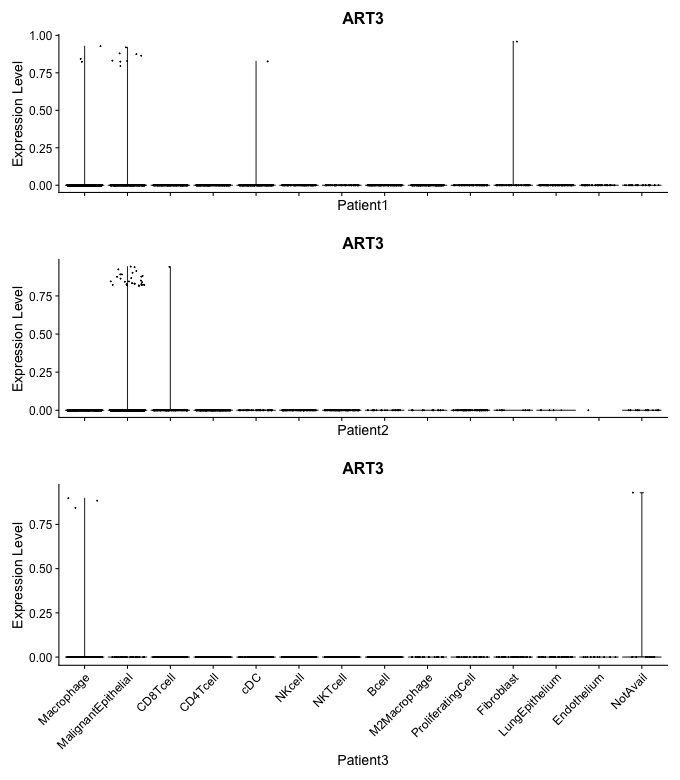 ART3
Expression Level
1.00
0.75
0.50
0.25
0.00
Patient1
ART3
Expression Level
0.75
0.50
0.25
0.00
Patient2
ART3
Expression Level
0.75
0.50
0.25
0.00
Macrophage
MalignantEpithelial
CD8Tcell
CD4Tcell
cDC
NKcell
NKTcell
Bcell
M2Macrophage
ProliferatingCell
Fibroblast
LungEpithelium
Endothelium
NotAvail
Patient3